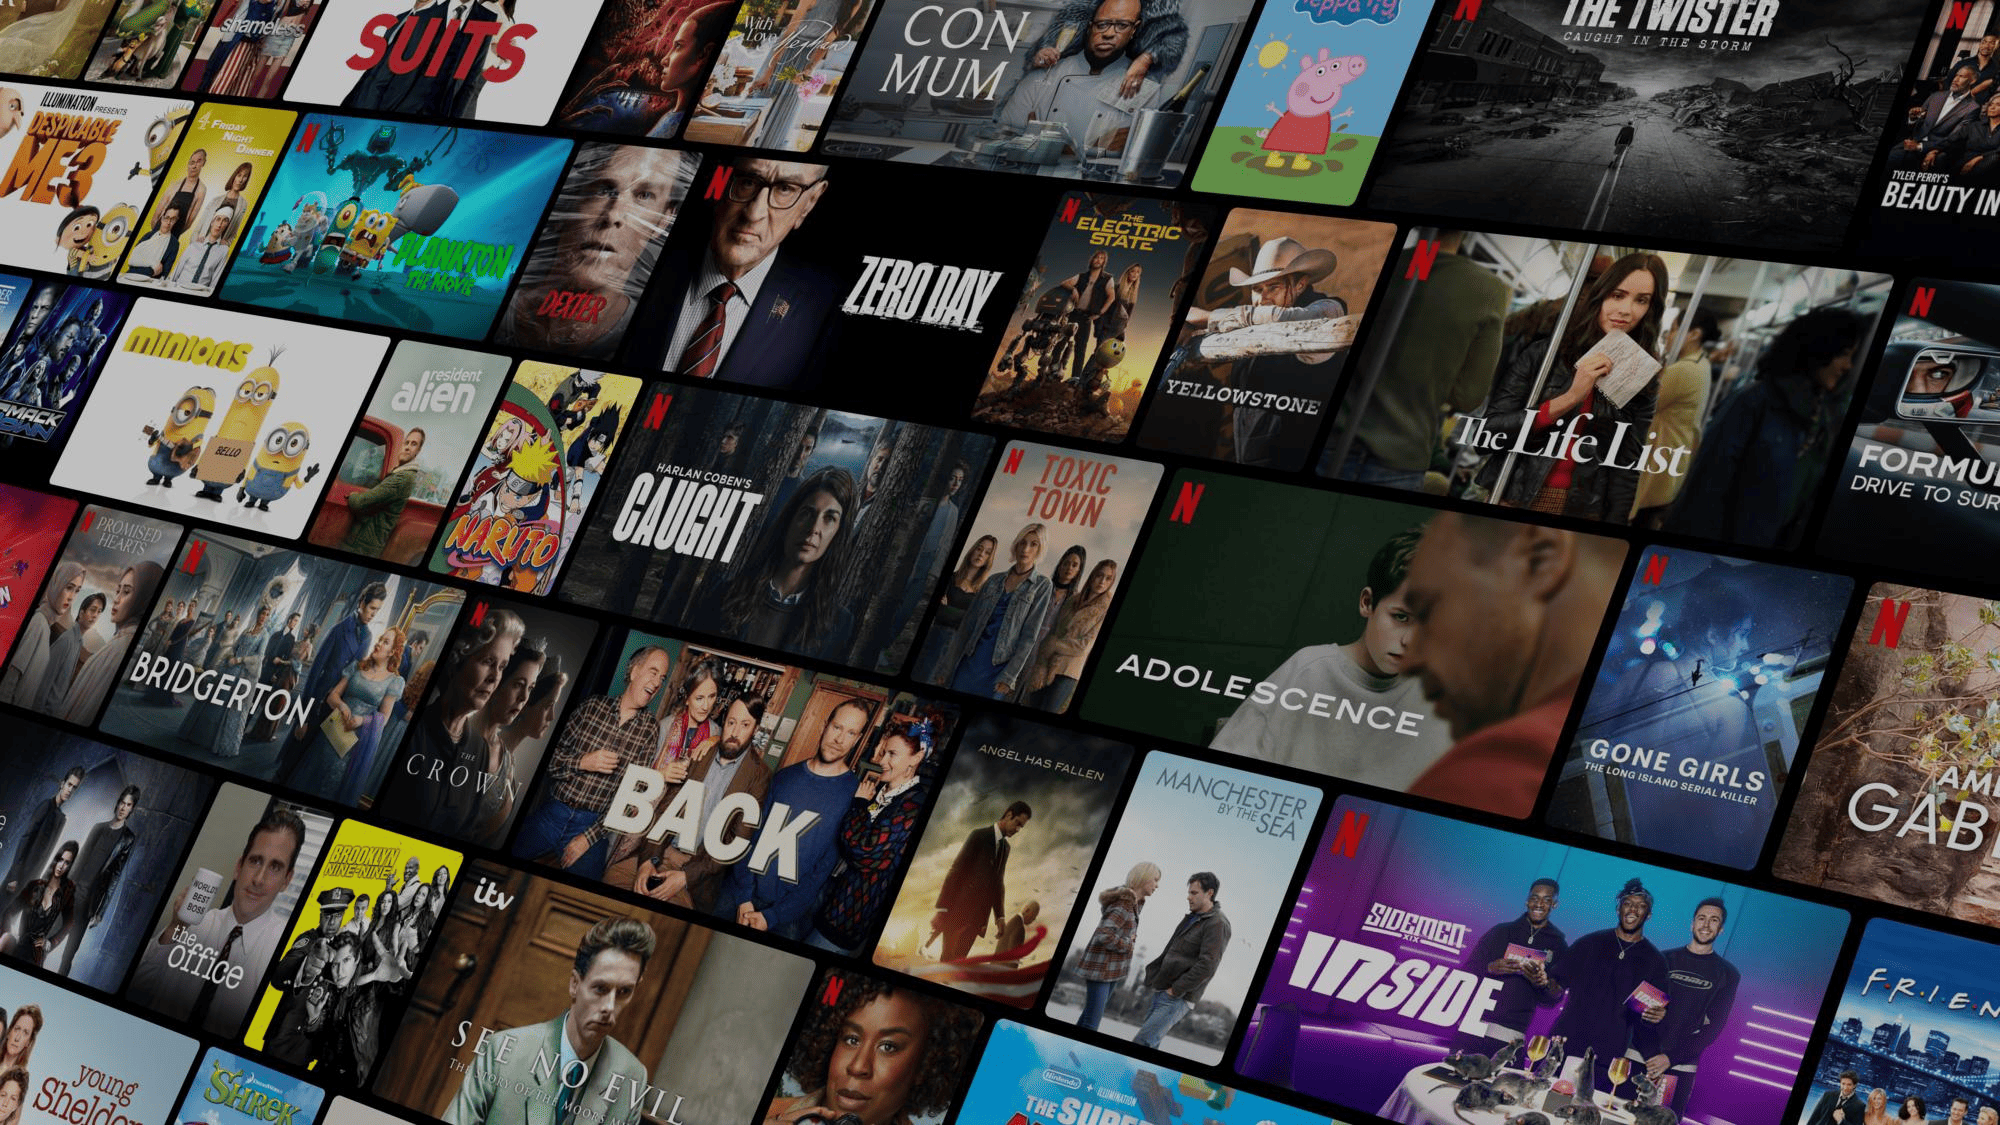 shameless
SUITS
With
Love,
Meghan
CON
MUM
Peppa Pig
THE TWISTER
CAUGHT IN THE STORM
TYLER PERRY'S
BEAUTY IN
ILLUMINATION PRESENTS
DESPICABLE
ME 3
4 FRIDAY
NIGHT
DINNER
N
PLANKTON
THE MOVIE
DEXTER
N
ZERO DAY
N
THE
ELECTRIC
STATE
YELLOWSTONE
N
The Life List
N
FORMU
DRIVE TO SUR
minions
BELLO
resident
alien
NARUTO
N
HARLAN COBEN'S
CAUGHT
N
TOXIC
TOWN
N
ADOLESCENCE
N
GONE GIRLS
THE LONG ISLAND SERIAL KILLER
N
AME
GAB
N
PROMISED
HEARTS
N
BRIDGERTON
N
THE
CROWN
BACK
ANGEL HAS FALLEN
MANCHESTER
BY THE
SEA
N
SIDEMEN
XIX
INSIDE
WORLD'S
BEST
BOSS
the
office
BROOKLYN
NINE-NINE
itv
SEE NO EVIL
THE STORY OF THE MOORS
N
Nintendo + ILLUMINATION
THE SUPER
F.R.I.E.N
young
Sheldon
DreamWorks
SHREK